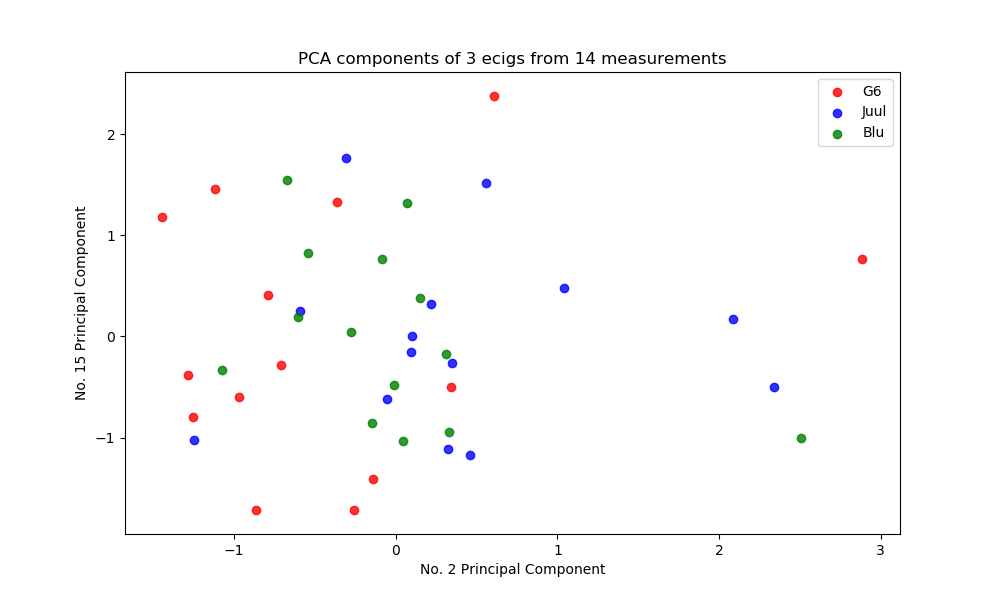 PCA components of 3 ecigs from 14 measurements
G6
Juul
Blu
2
1
0
−1
No. 15 Principal Component
−1 0 1 2 3
No. 2 Principal Component